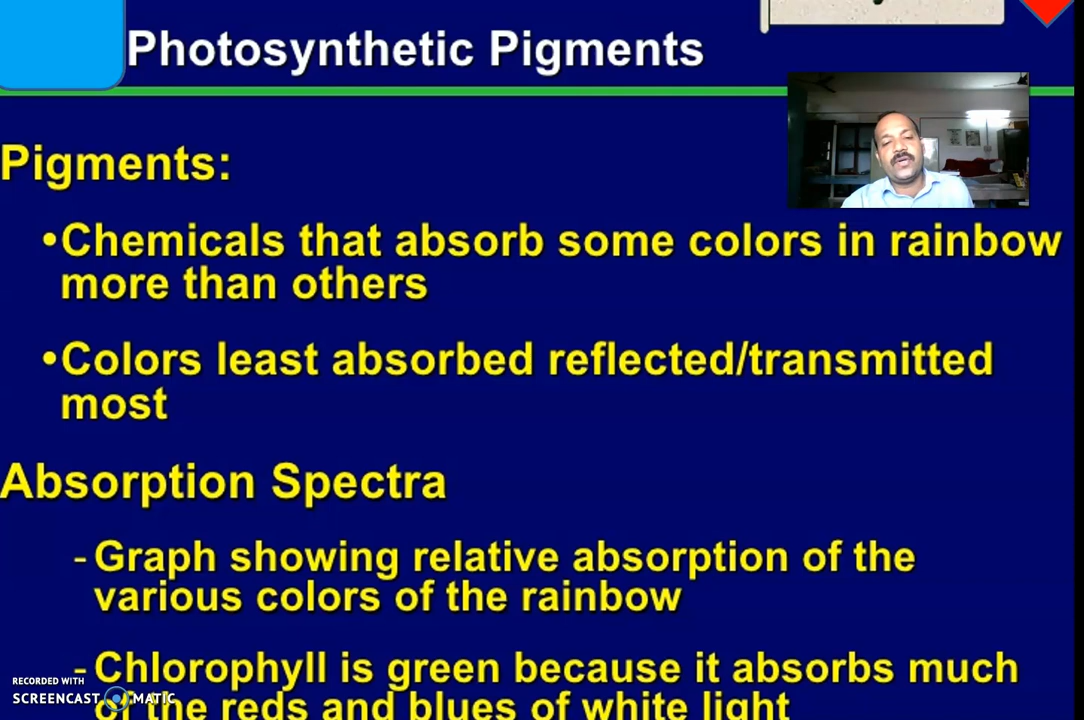 Photosynthetic Pigments
Pigments:
•Chemicals that absorb some colors in rainbow
more than others
•Colors least absorbed reflected/transmitted
most
Absorption Spectra
- Graph showing relative absorption of the
various colors of the rainbow
- Chlorophyll is green because it absorbs much
of the reds and blues of white light
RECORDED WITH
SCREENCAST MATIC